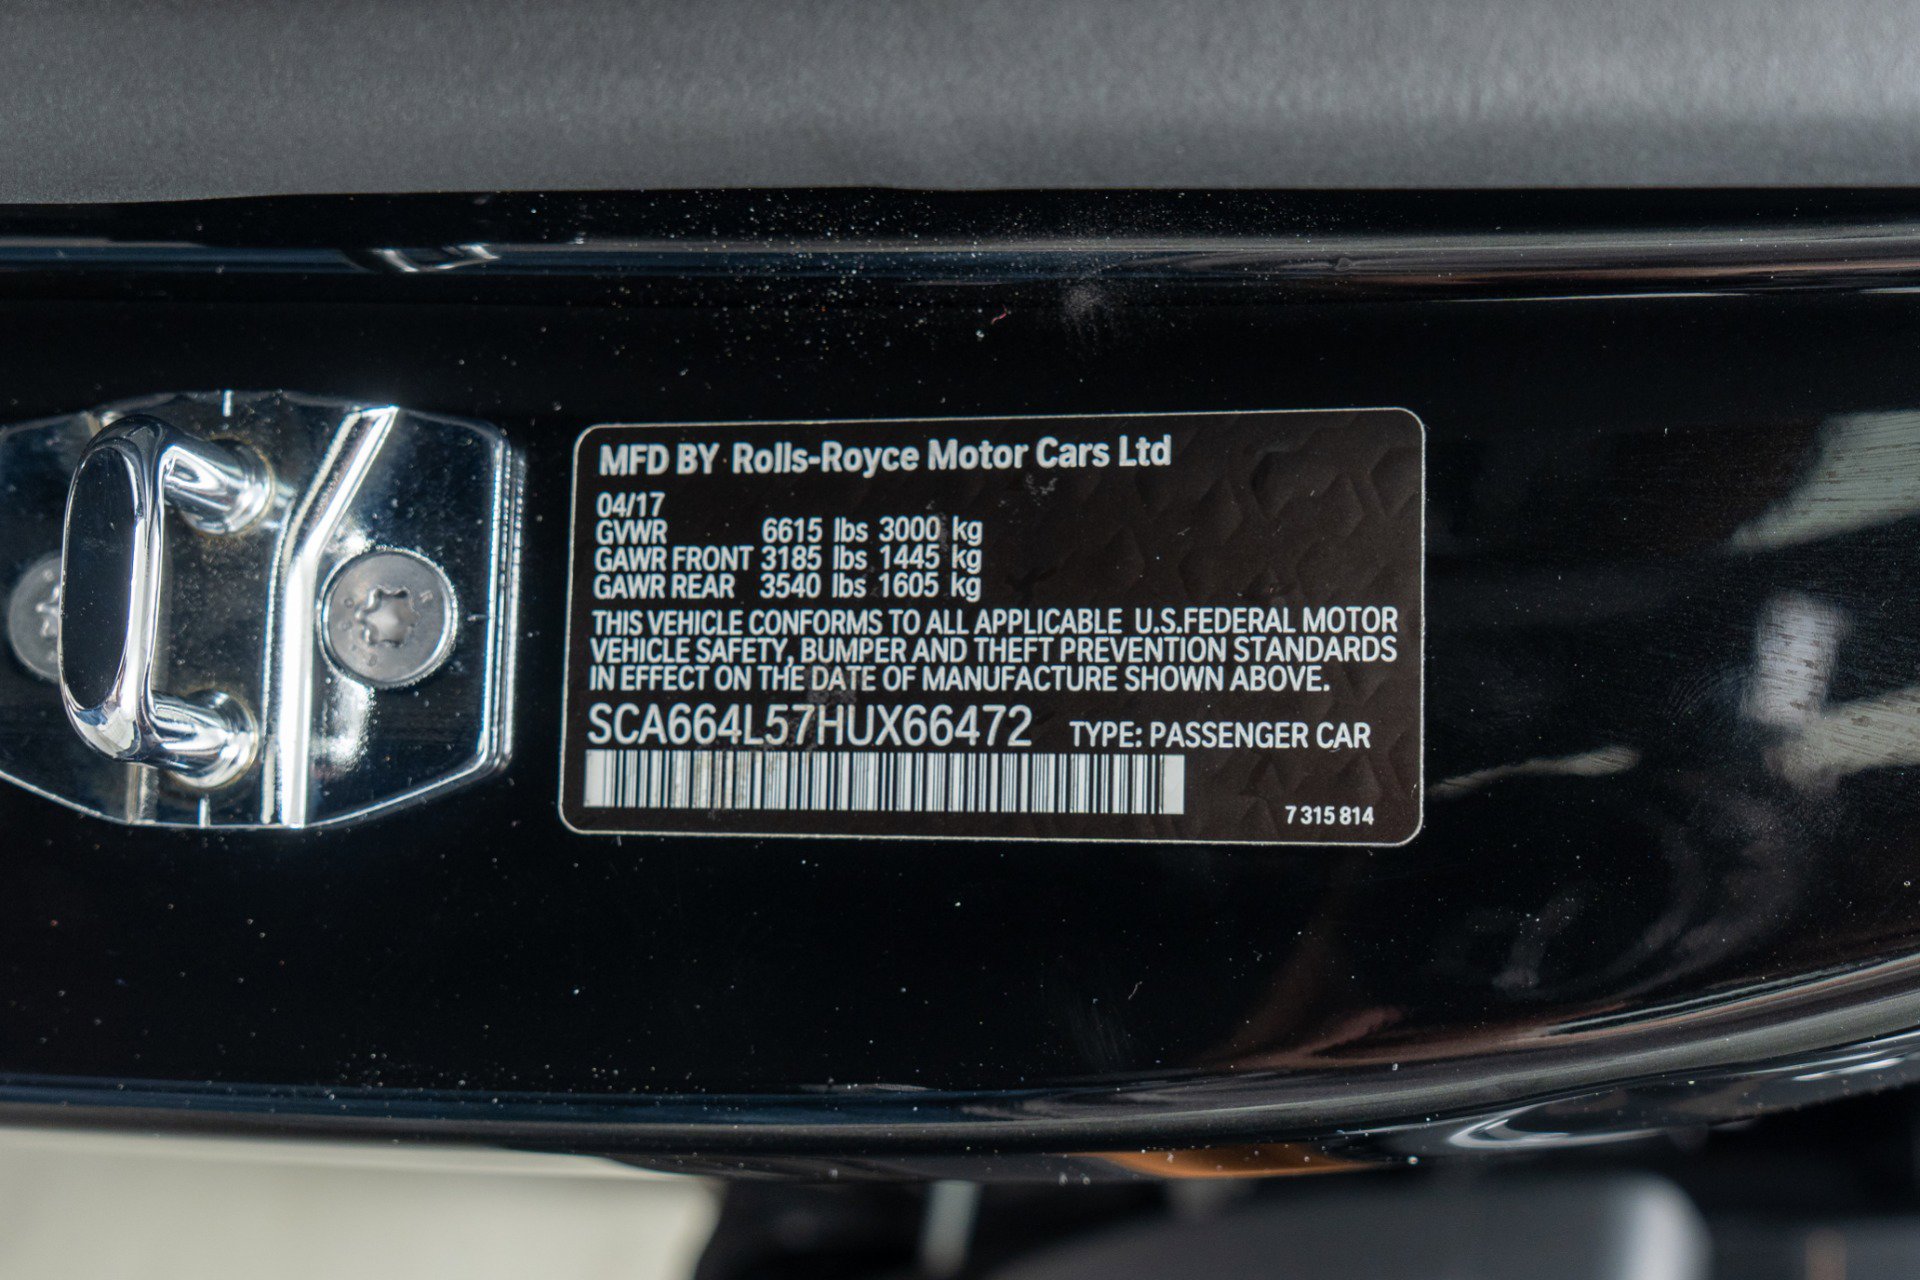 MFD BY Rolls-Royce Motor Cars Ltd
04/17
GVWR 6615 lbs 3000 kg
GAWR FRONT 3185 lbs 1445 kg
GAWR REAR 3540 lbs 1605 kg
THIS VEHICLE CONFORMS TO ALL APPLICABLE U.S.FEDERAL MOTOR
VEHICLE SAFETY, BUMPER AND THEFT PREVENTION STANDARDS
IN EFFECT ON THE DATE OF MANUFACTURE SHOWN ABOVE.
SCA664L57HUX66472 TYPE: PASSENGER CAR
7 315 814